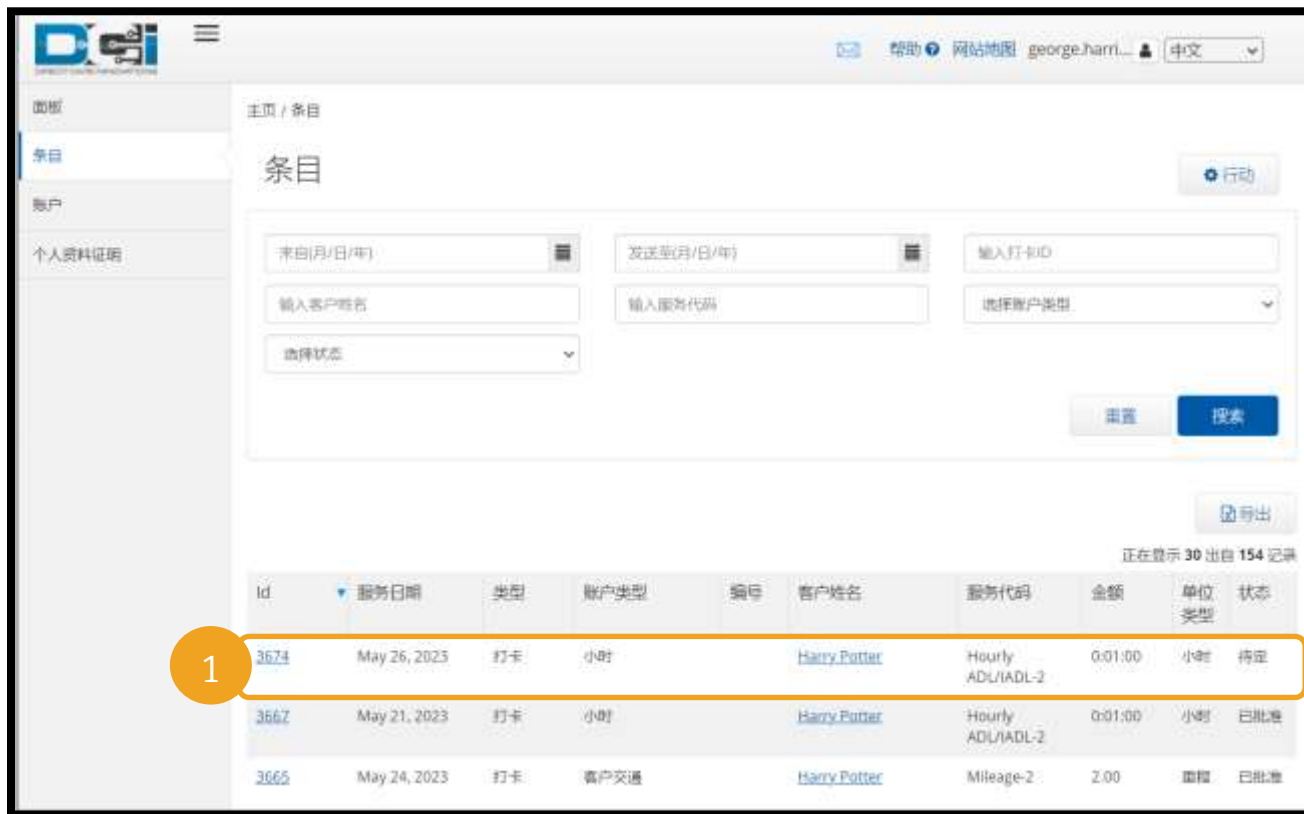 DCi
帮助 网站地图 george.harri... 中文
面板
条目
账户
个人资料证明
主页 / 条目
条目
行动
来自(月/日/年) 发送至(月/日/年) 输入打卡ID
输入客户姓名 输入服务代码 选择账户类型
选择状态
重置 搜索
导出
正在显示 30 出自 154 记录
Id 服务日期 类型 账户类型 编号 客户姓名 服务代码 金额 单位类型 状态
1
3674 May 26, 2023 打卡 小时 Harry Potter Hourly ADL/IADL-2 0:01:00 小时 待定
3667 May 21, 2023 打卡 小时 Harry Potter Hourly ADL/IADL-2 0:01:00 小时 已批准
3665 May 24, 2023 打卡 客户交通 Harry Potter Mileage-2 2.00 里程 已批准